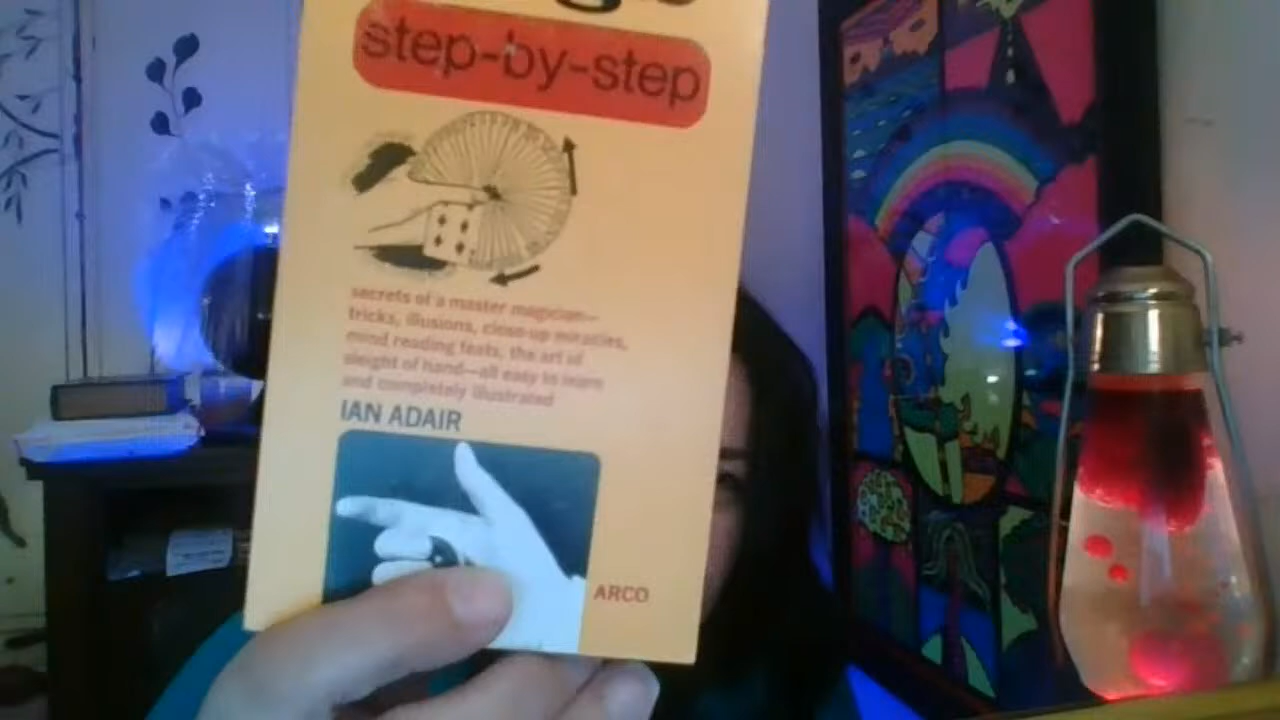 step-by-step
secrets of a master magician—
tricks, illusions, close-up miracles,
mind reading feats, the art of
sleight of hand—all easy to learn
and completely illustrated
IAN ADAIR
ARCO